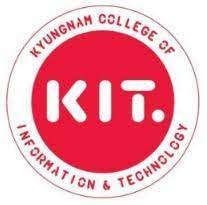 KYUNGNAM COLLEGE OF
KIT.
INFORMATION & TECHNOLOGY